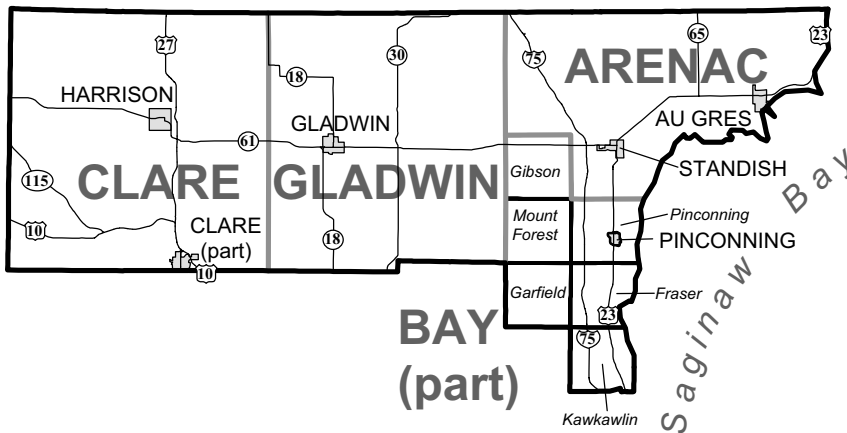 27
30
75
65
23
18
ARENAC
HARRISON
GLADWIN
AU GRES
61
STANDISH
Gibson
115
CLARE
GLADWIN
Saginaw Bay
10
CLARE
(part)
18
Mount
Forest
Pinconning
PINCONNING
10
Garfield
Fraser
23
BAY
(part)
75
Kawkawlin